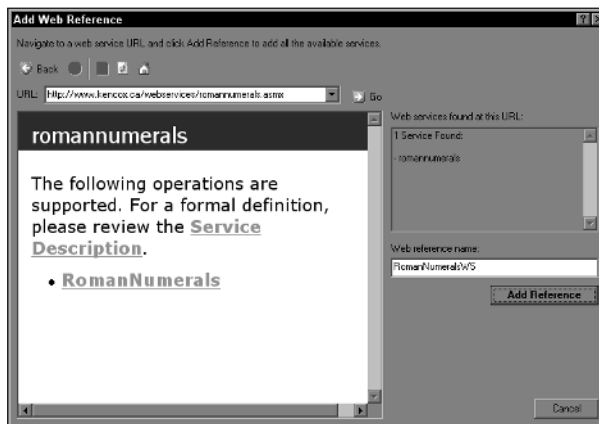 Add Web Reference
Navigate to a web service URL and click Add Reference to add all the available services.
Back
URL: http://www.kencox.ca/webservices/romannumerals.asmx
Go
romannumerals
The following operations are
supported. For a formal definition,
please review the Service
Description.
• RomanNumerals
Web services found at this URL:
1 Service Found:
- romannumerals
Web reference name:
RomanNumeralsWS
Add Reference
Cancel